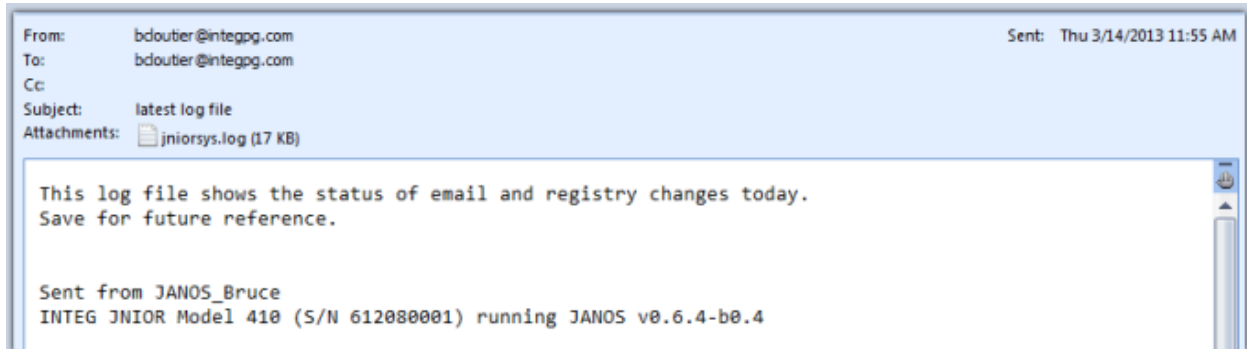 From: bcloutier@integpg.com Sent: Thu 3/14/2013 11:55 AM
To: bcloutier@integpg.com
Cc:
Subject: latest log file
Attachments: jniorsys.log (17 KB)
This log file shows the status of email and registry changes today.
Save for future reference.
Sent from JANOS_Bruce
INTEG JNIOR Model 410 (S/N 612080001) running JANOS v0.6.4-b0.4